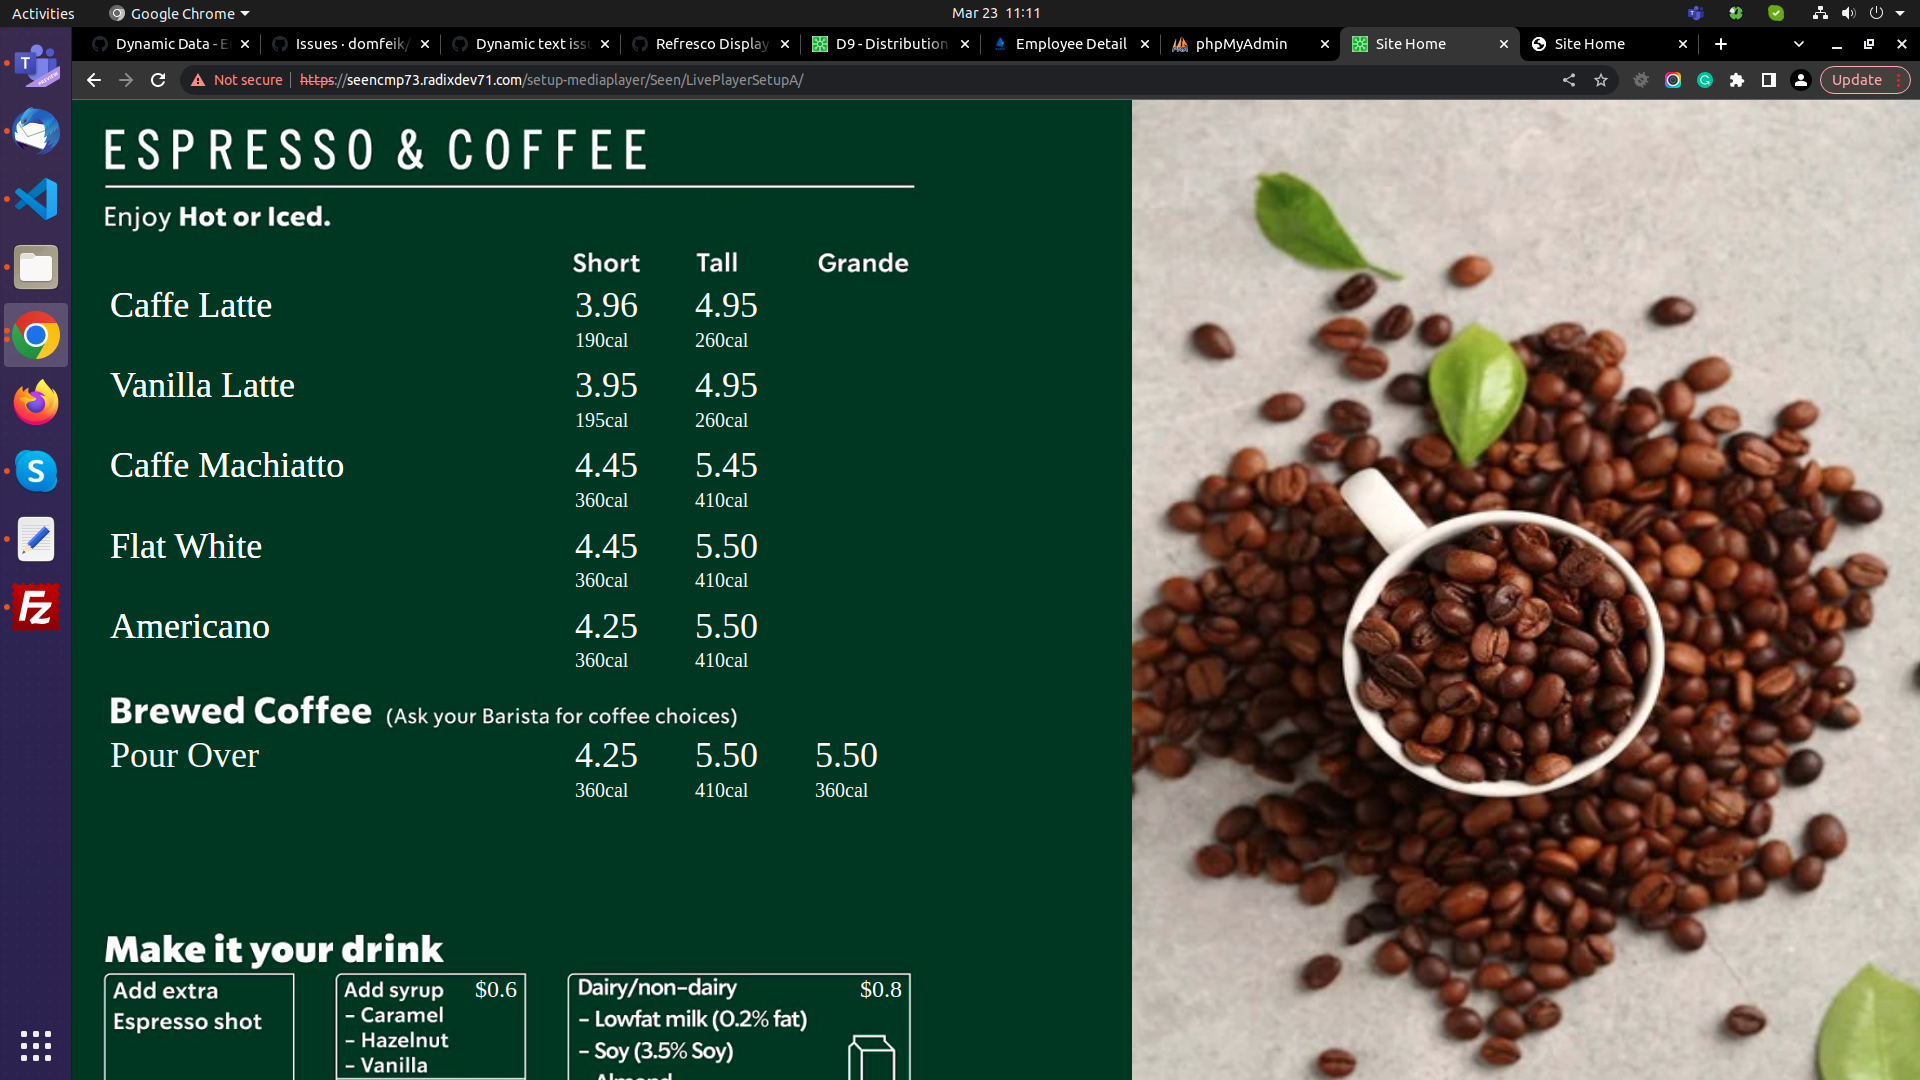 Activities
Google Chrome
Mar 23 11:11
Dynamic Data - E
Issues · domfeik/
Dynamic text iss
Refresco Display
D9 - Distribution
Employee Detail
phpMyAdmin
Site Home
Site Home
Not secure
https://seencmp73.radixdev71.com/setup-mediaplayer/Seen/LivePlayerSetupA/
Update
ESPRESSO & COFFEE
Enjoy Hot or Iced.
Short Tall Grande
Caffe Latte 3.96 4.95
190cal 260cal
Vanilla Latte 3.95 4.95
195cal 260cal
Caffe Machiatto 4.45 5.45
360cal 410cal
Flat White 4.45 5.50
360cal 410cal
Americano 4.25 5.50
360cal 410cal
Brewed Coffee (Ask your Barista for coffee choices)
Pour Over 4.25 5.50 5.50
360cal 410cal 360cal
Make it your drink
Add extra
Espresso shot
Add syrup $0.6
- Caramel
- Hazelnut
- Vanilla
Dairy/non-dairy $0.8
- Lowfat milk (0.2% fat)
- Soy (3.5% Soy)
- Almond